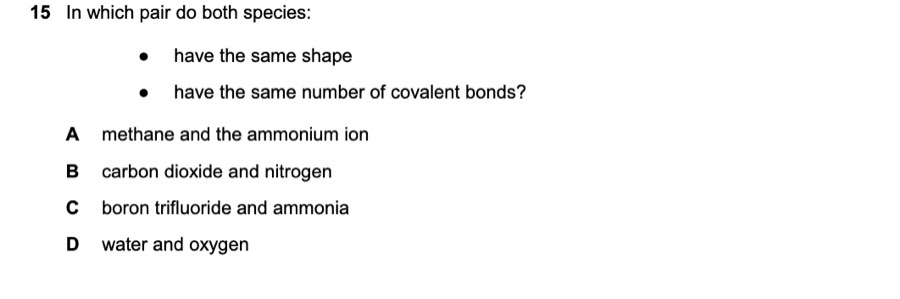 15 In which pair do both species:
• have the same shape
• have the same number of covalent bonds?
A methane and the ammonium ion
B carbon dioxide and nitrogen
C boron trifluoride and ammonia
D water and oxygen